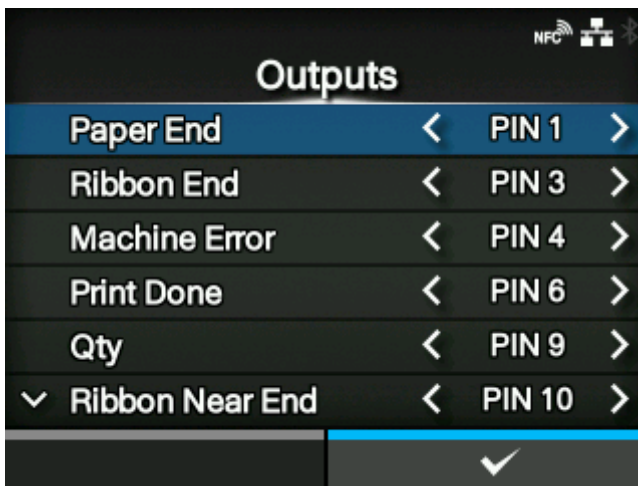 NFC
Outputs
Paper End < PIN 1 >
Ribbon End < PIN 3 >
Machine Error < PIN 4 >
Print Done < PIN 6 >
Qty < PIN 9 >
Ribbon Near End < PIN 10 >